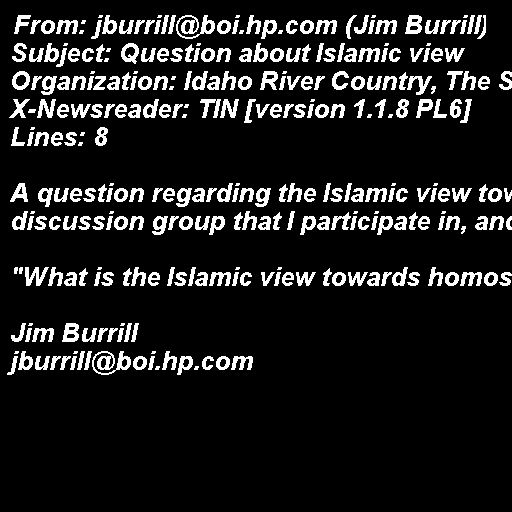 From: jburrill@boi.hp.com (Jim Burrill)
Subject: Question about Islamic view
Organization: Idaho River Country, The S
X-Newsreader: TIN [version 1.1.8 PL6]
Lines: 8

A question regarding the Islamic view tow
discussion group that I participate in, and
"What is the Islamic view towards homos
Jim Burrill
jburrill@boi.hp.com